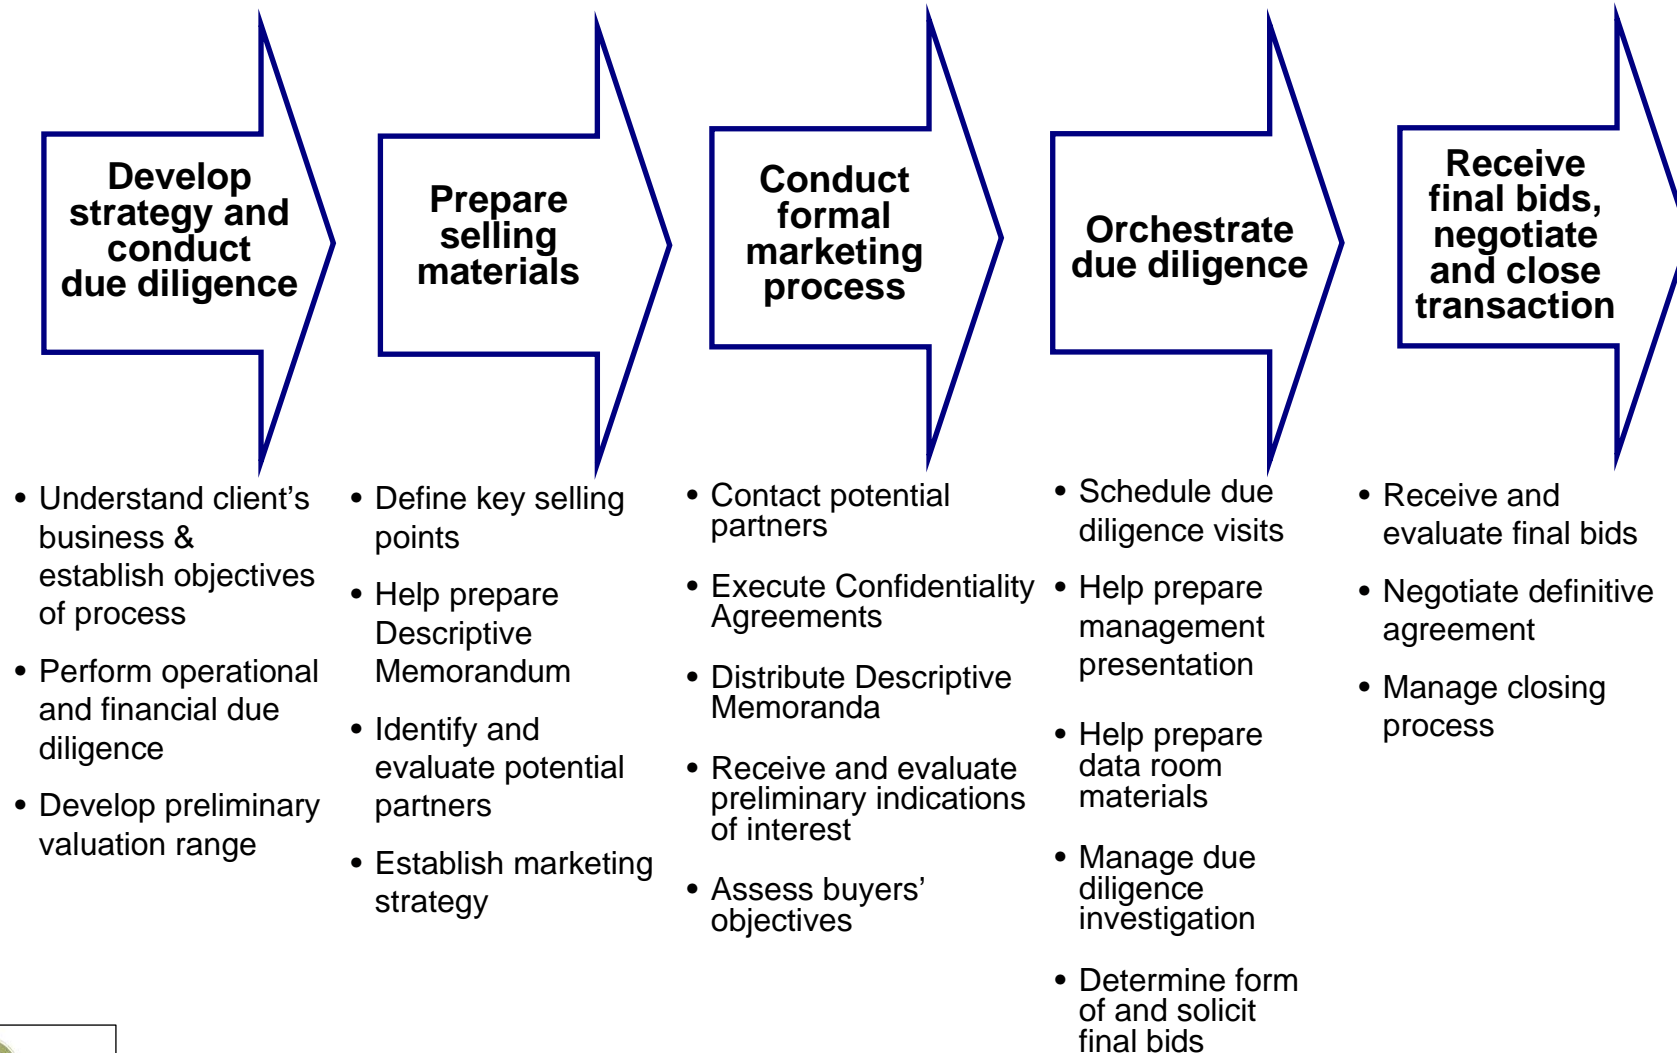 Develop
strategy and
conduct
due diligence
Prepare
selling
materials
Conduct
formal
marketing
process
Orchestrate
due diligence
Receive
final bids,
negotiate
and close
transaction
• Understand client’s
business &
establish objectives
of process
• Perform operational
and financial due
diligence
• Develop preliminary
valuation range
• Define key selling
points
• Help prepare
Descriptive
Memorandum
• Identify and
evaluate potential
partners
• Establish marketing
strategy
• Contact potential
partners
• Execute Confidentiality
Agreements
• Distribute Descriptive
Memoranda
• Receive and evaluate
preliminary indications
of interest
• Assess buyers’
objectives
• Schedule due
diligence visits
• Help prepare
management
presentation
• Help prepare
data room
materials
• Manage due
diligence
investigation
• Determine form
of and solicit
final bids
• Receive and
evaluate final bids
• Negotiate definitive
agreement
• Manage closing
process